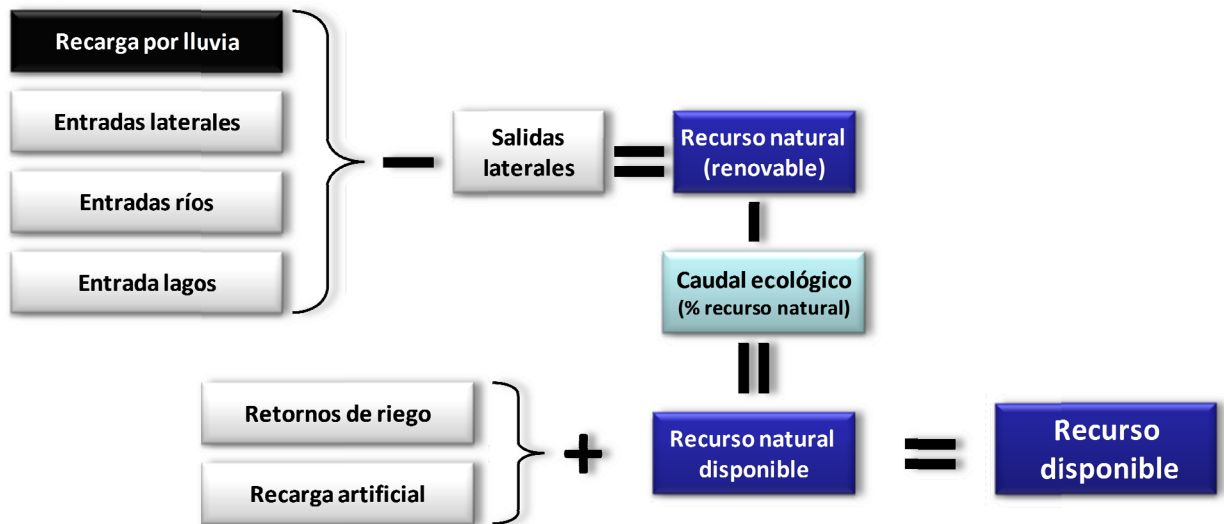 Recarga por lluvia
Entradas laterales
Entradas ríos
Entrada lagos
Salidas
laterales
Recurso natural
(renovable)
Caudal ecológico
(% recurso natural)
Retornos de riego
Recarga artificial
Recurso natural
disponible
Recurso
disponible